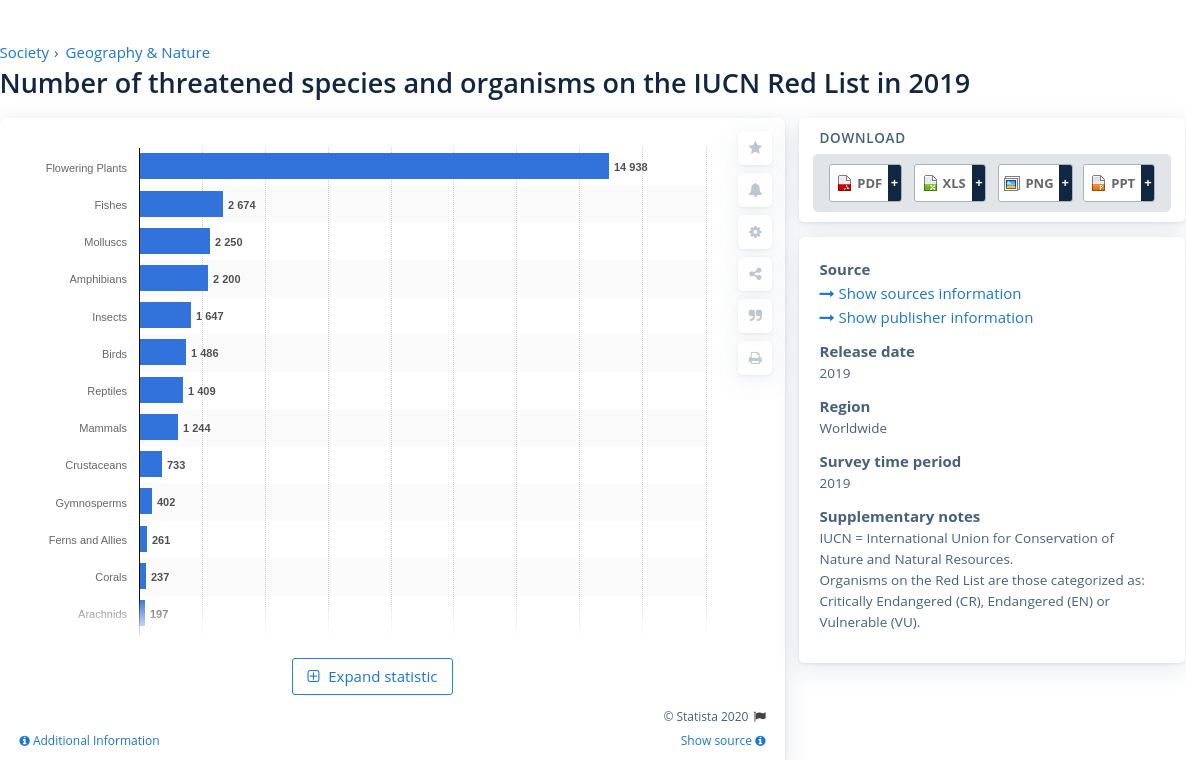 Society › Geography & Nature
Number of threatened species and organisms on the IUCN Red List in 2019
Flowering Plants 14 938
Fishes 2 674
Molluscs 2 250
Amphibians 2 200
Insects 1 647
Birds 1 486
Reptiles 1 409
Mammals 1 244
Crustaceans 733
Gymnosperms 402
Ferns and Allies 261
Corals 237
Arachnids 197
Expand statistic
© Statista 2020
Additional Information
Show source
DOWNLOAD
PDF + XLS + PNG + PPT +
Source
Show sources information
Show publisher information
Release date
2019
Region
Worldwide
Survey time period
2019
Supplementary notes
IUCN = International Union for Conservation of
Nature and Natural Resources.
Organisms on the Red List are those categorized as:
Critically Endangered (CR), Endangered (EN) or
Vulnerable (VU).